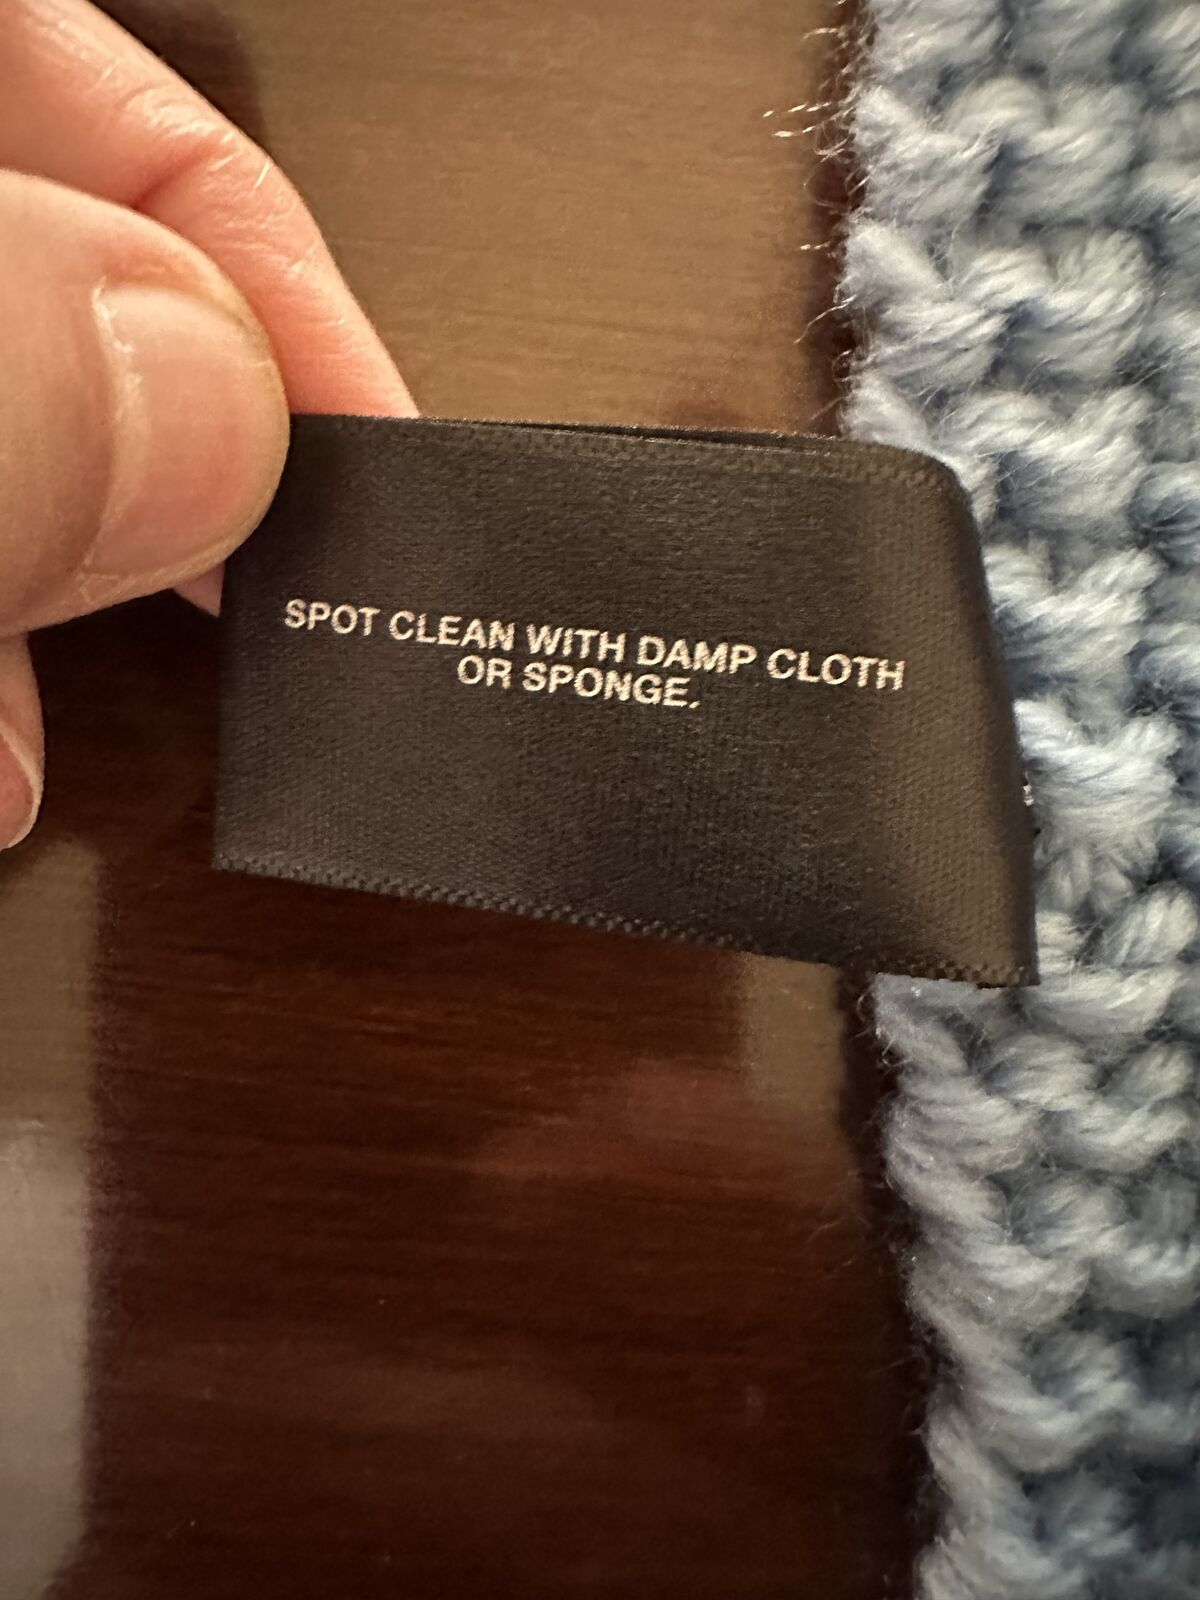 SPOT CLEAN WITH DAMP CLOTH
OR SPONGE.